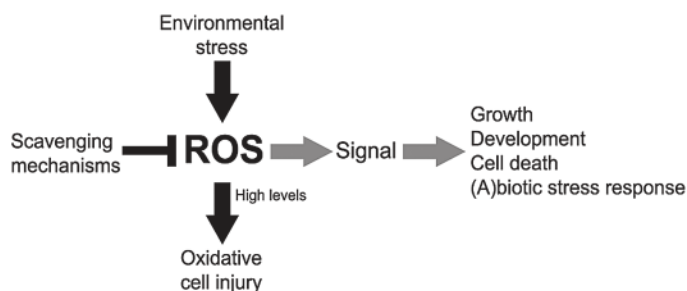 Environmental
stress
Scavenging
mechanisms
ROS
Signal
Growth
Development
Cell death
(A)biotic stress response
High levels
Oxidative
cell injury